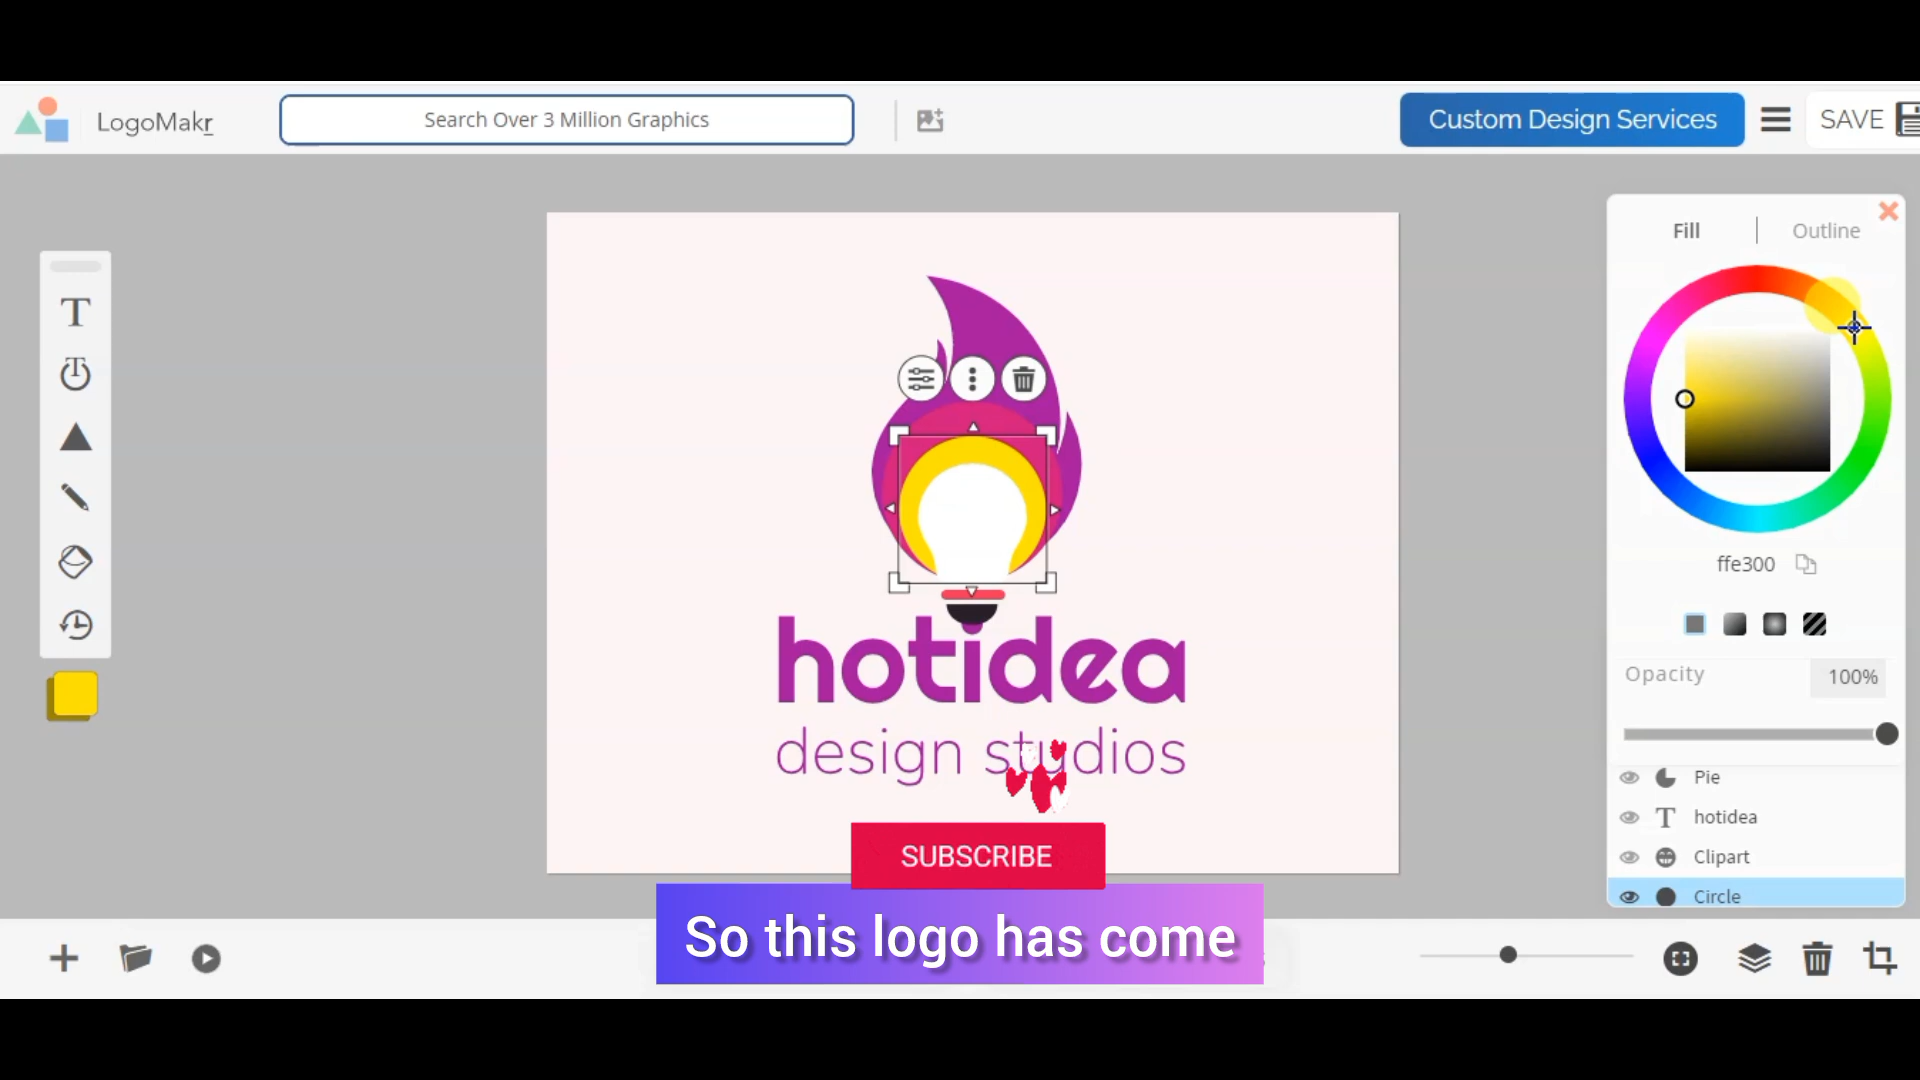 LogoMakr
Search Over 3 Million Graphics
Custom Design Services
SAVE
Fill
Outline
T
T
ffe300
Opacity
100%
hotidea
design studios
Pie
T hotidea
Clipart
Circle
SUBSCRIBE
So this logo has come